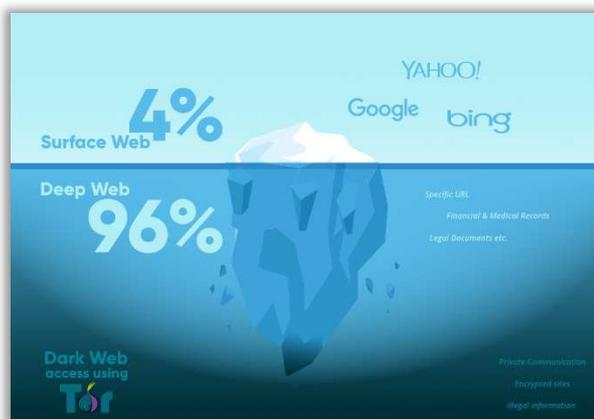 YAHOO!
Google
bing
4%
Surface Web
Deep Web
96%
Specific URL
Financial & Medical Records
Legal Documents etc.
Dark Web
access using
Tor
Private Communication
Encrypted sites
Illegal information